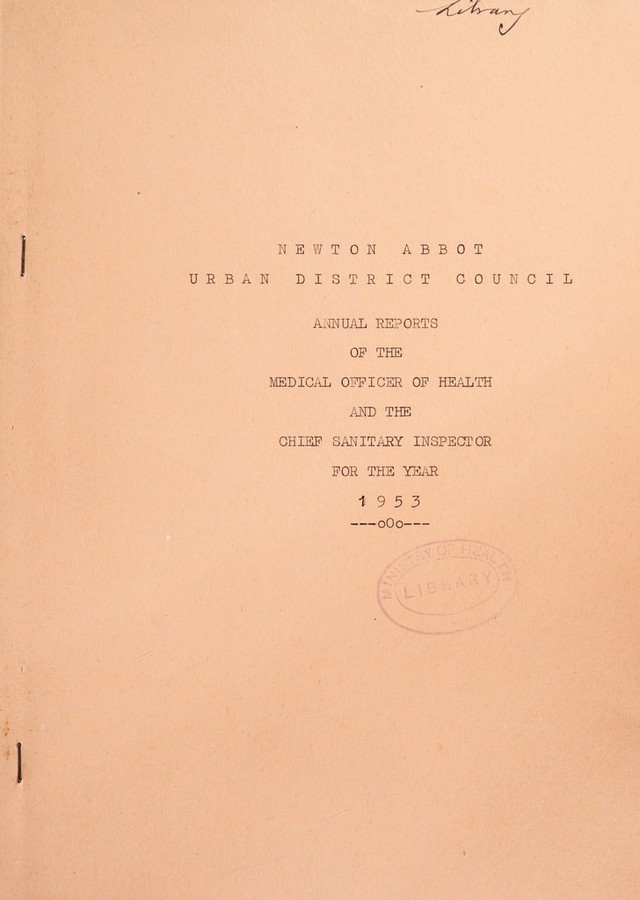 Library
N E W T O N A B B O T
U R B A N D I S T R I C T C O U N C I L
ANNUAL REPORTS
OF THE
MEDICAL OFFICER OF HEALTH
AND THE
CHIEF SANITARY INSPECTOR
FOR THE YEAR
1 9 5 3
---oOo---
MINISTRY OF HEALTH
LIBRARY